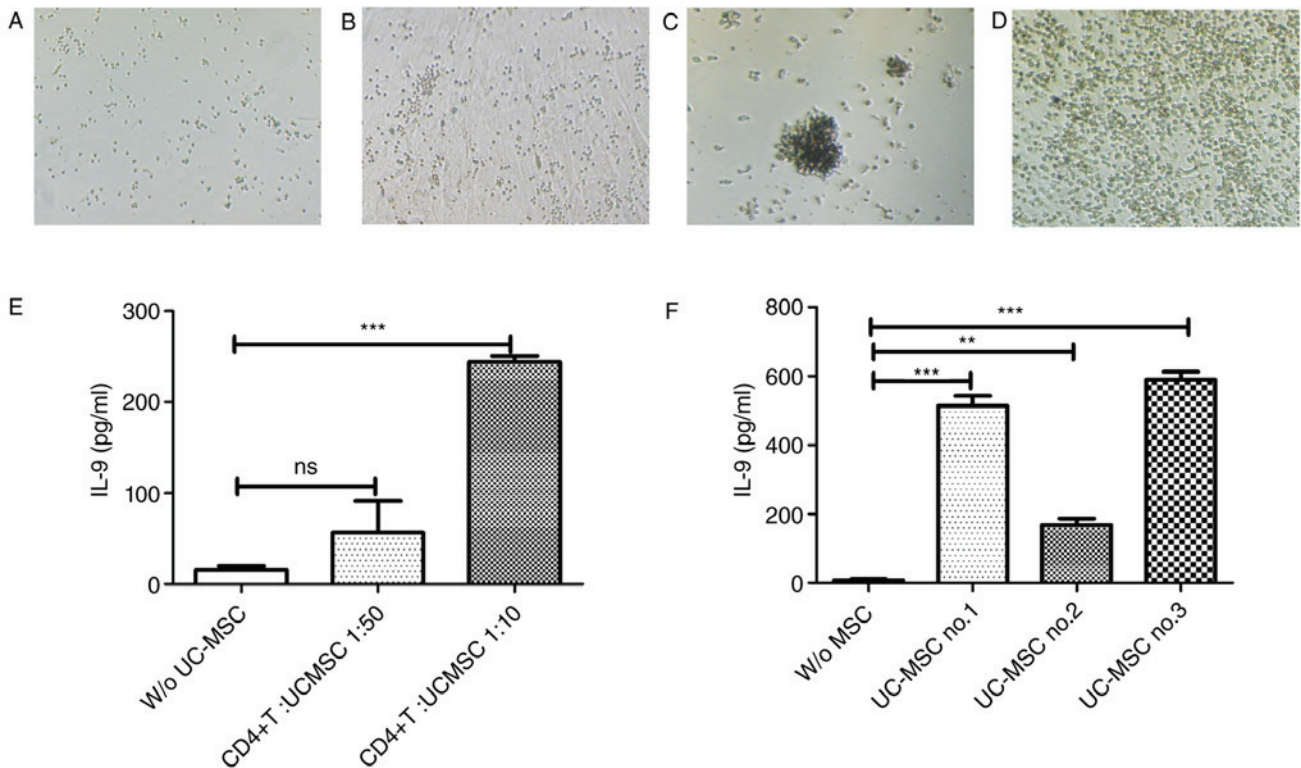 A
B
C
D
E
IL-9 (pg/ml)
300
200
100
0
***
ns
W/o UC-MSC
CD4+T :UCMSC 1:50
CD4+T :UCMSC 1:10
F
IL-9 (pg/ml)
800
600
400
200
0
***
**
***
W/o MSC
UC-MSC no.1
UC-MSC no.2
UC-MSC no.3